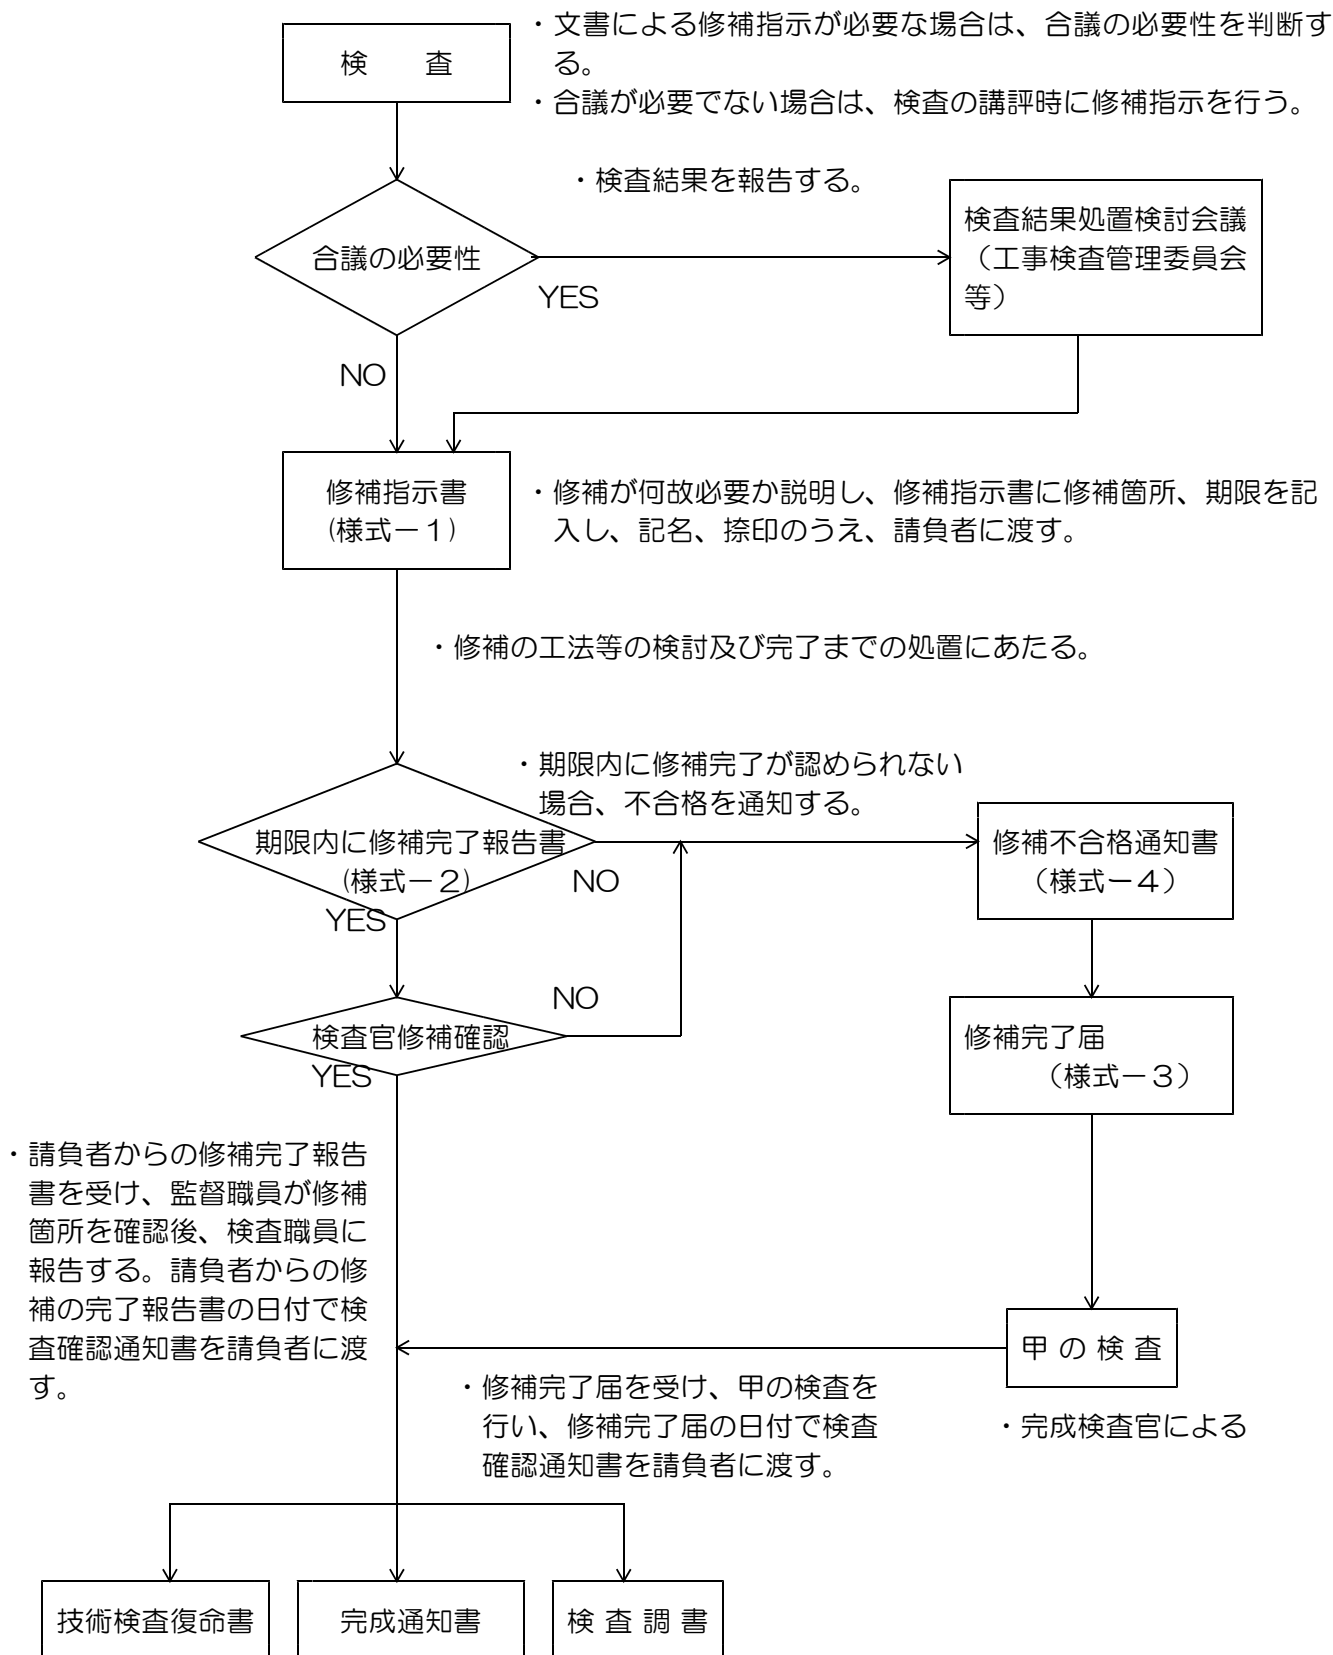 検　　査
・文書による修補指示が必要な場合は、合議の必要性を判断す
る。
・合議が必要でない場合は、検査の講評時に修補指示を行う。
・検査結果を報告する。
合議の必要性
YES
検査結果処置検討会議
（工事検査管理委員会
等）
NO
修補指示書
(様式－１)
・修補が何故必要か説明し、修補指示書に修補箇所、期限を記
入し、記名、捺印のうえ、請負者に渡す。
・修補の工法等の検討及び完了までの処置にあたる。
・期限内に修補完了が認められない
場合、不合格を通知する。
期限内に修補完了報告書
(様式－２)
NO
YES
修補不合格通知書
（様式ー４）
検査官修補確認
NO
YES
修補完了届
（様式－３）
・請負者からの修補完了報告
書を受け、監督職員が修補
箇所を確認後、検査職員に
報告する。請負者からの修
補の完了報告書の日付で検
査確認通知書を請負者に渡
す。
甲 の 検 査
・完成検査官による
・修補完了届を受け、甲の検査を
行い、修補完了届の日付で検査
確認通知書を請負者に渡す。
技術検査復命書
完成通知書
検 査 調 書